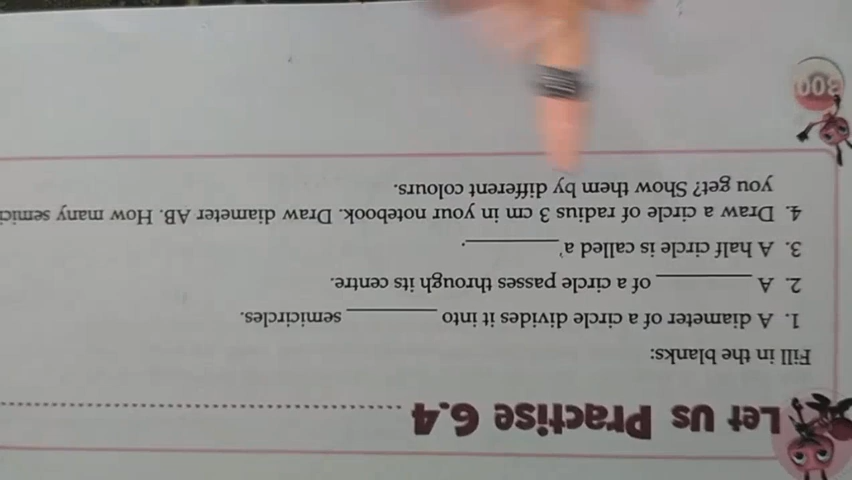 Let Us Practise 6.4
Fill in the blanks:
1. A diameter of a circle divides it into ________ semicircles.
2. A ________ of a circle passes through its centre.
3. A half circle is called a ________.
4. Draw a circle of radius 3 cm in your notebook. Draw diameter AB. How many
you get? Show them by different colours.
300